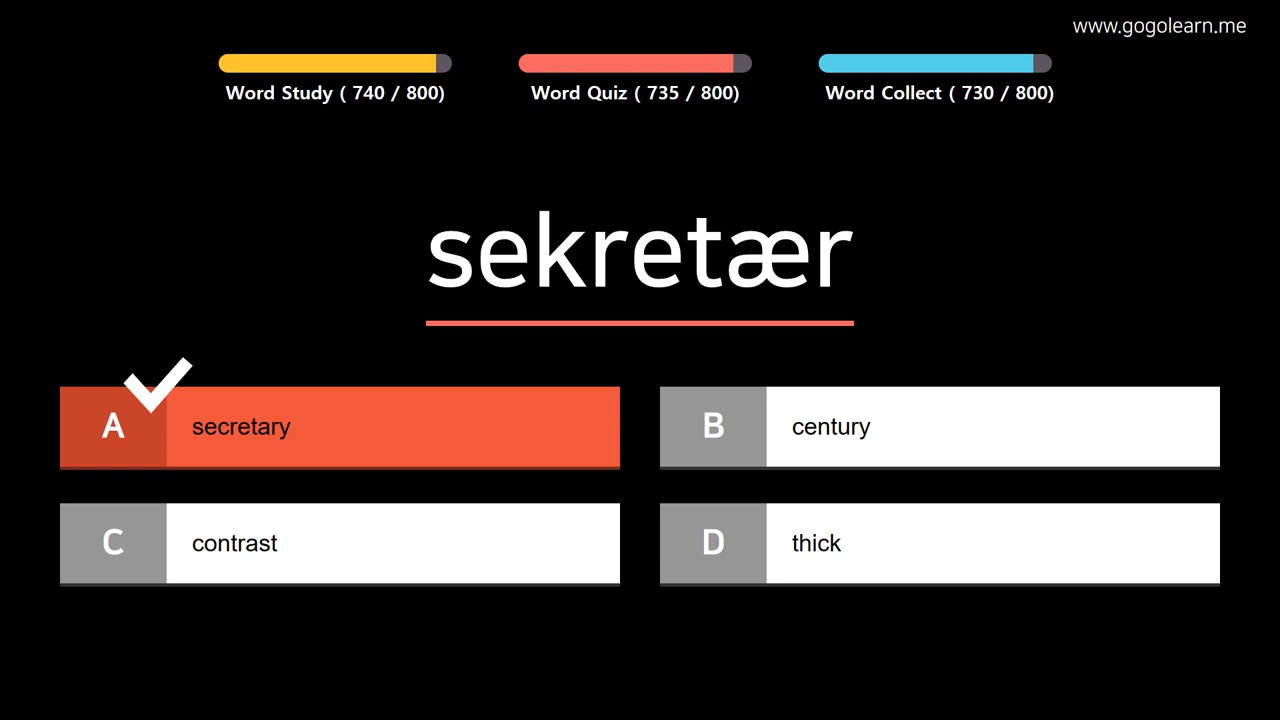 www.gogolearn.me
Word Study ( 740 / 800)
Word Quiz ( 735 / 800)
Word Collect ( 730 / 800)
sekretær
A secretary
B century
C contrast
D thick